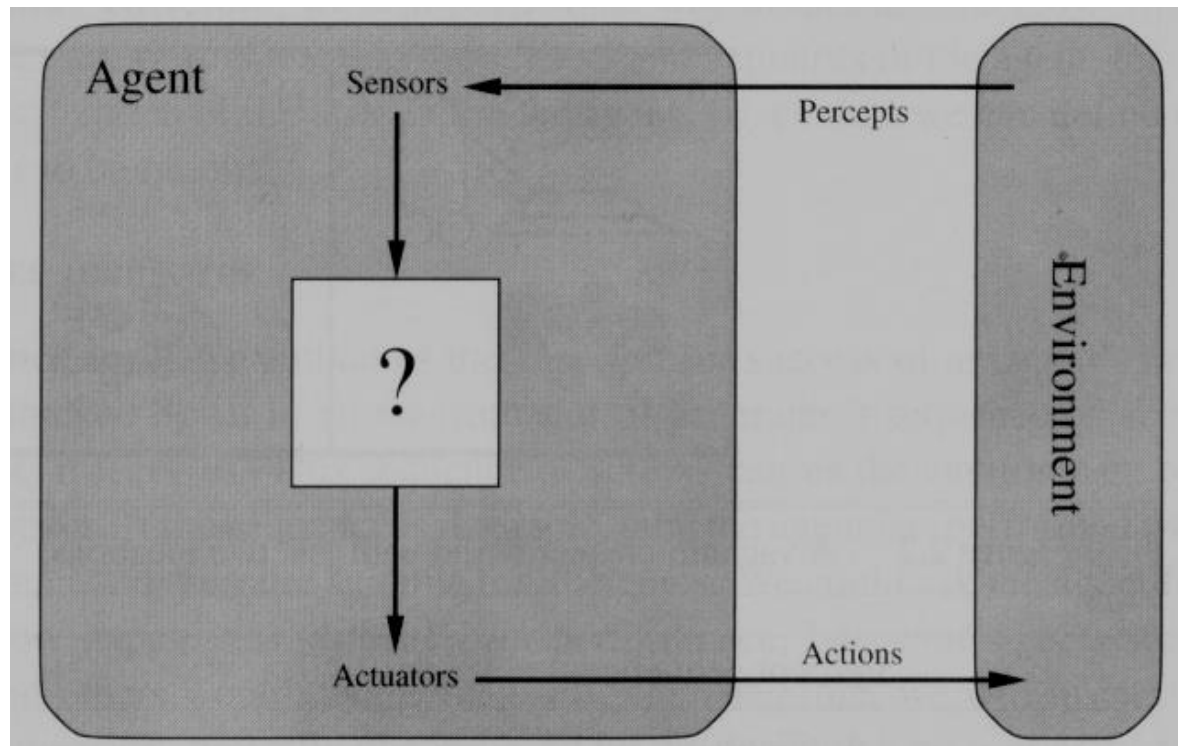 Agent
Sensors
Percepts
?
Environment
Actions
Actuators